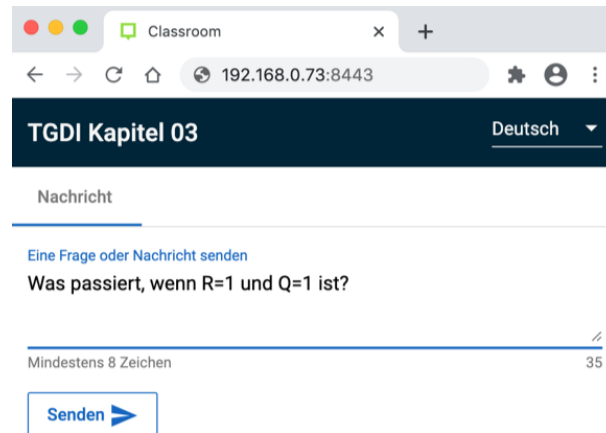 Classroom
192.168.0.73:8443
TGDI Kapitel 03
Deutsch
Nachricht
Eine Frage oder Nachricht senden
Was passiert, wenn R=1 und Q=1 ist?
Mindestens 8 Zeichen
35
Senden